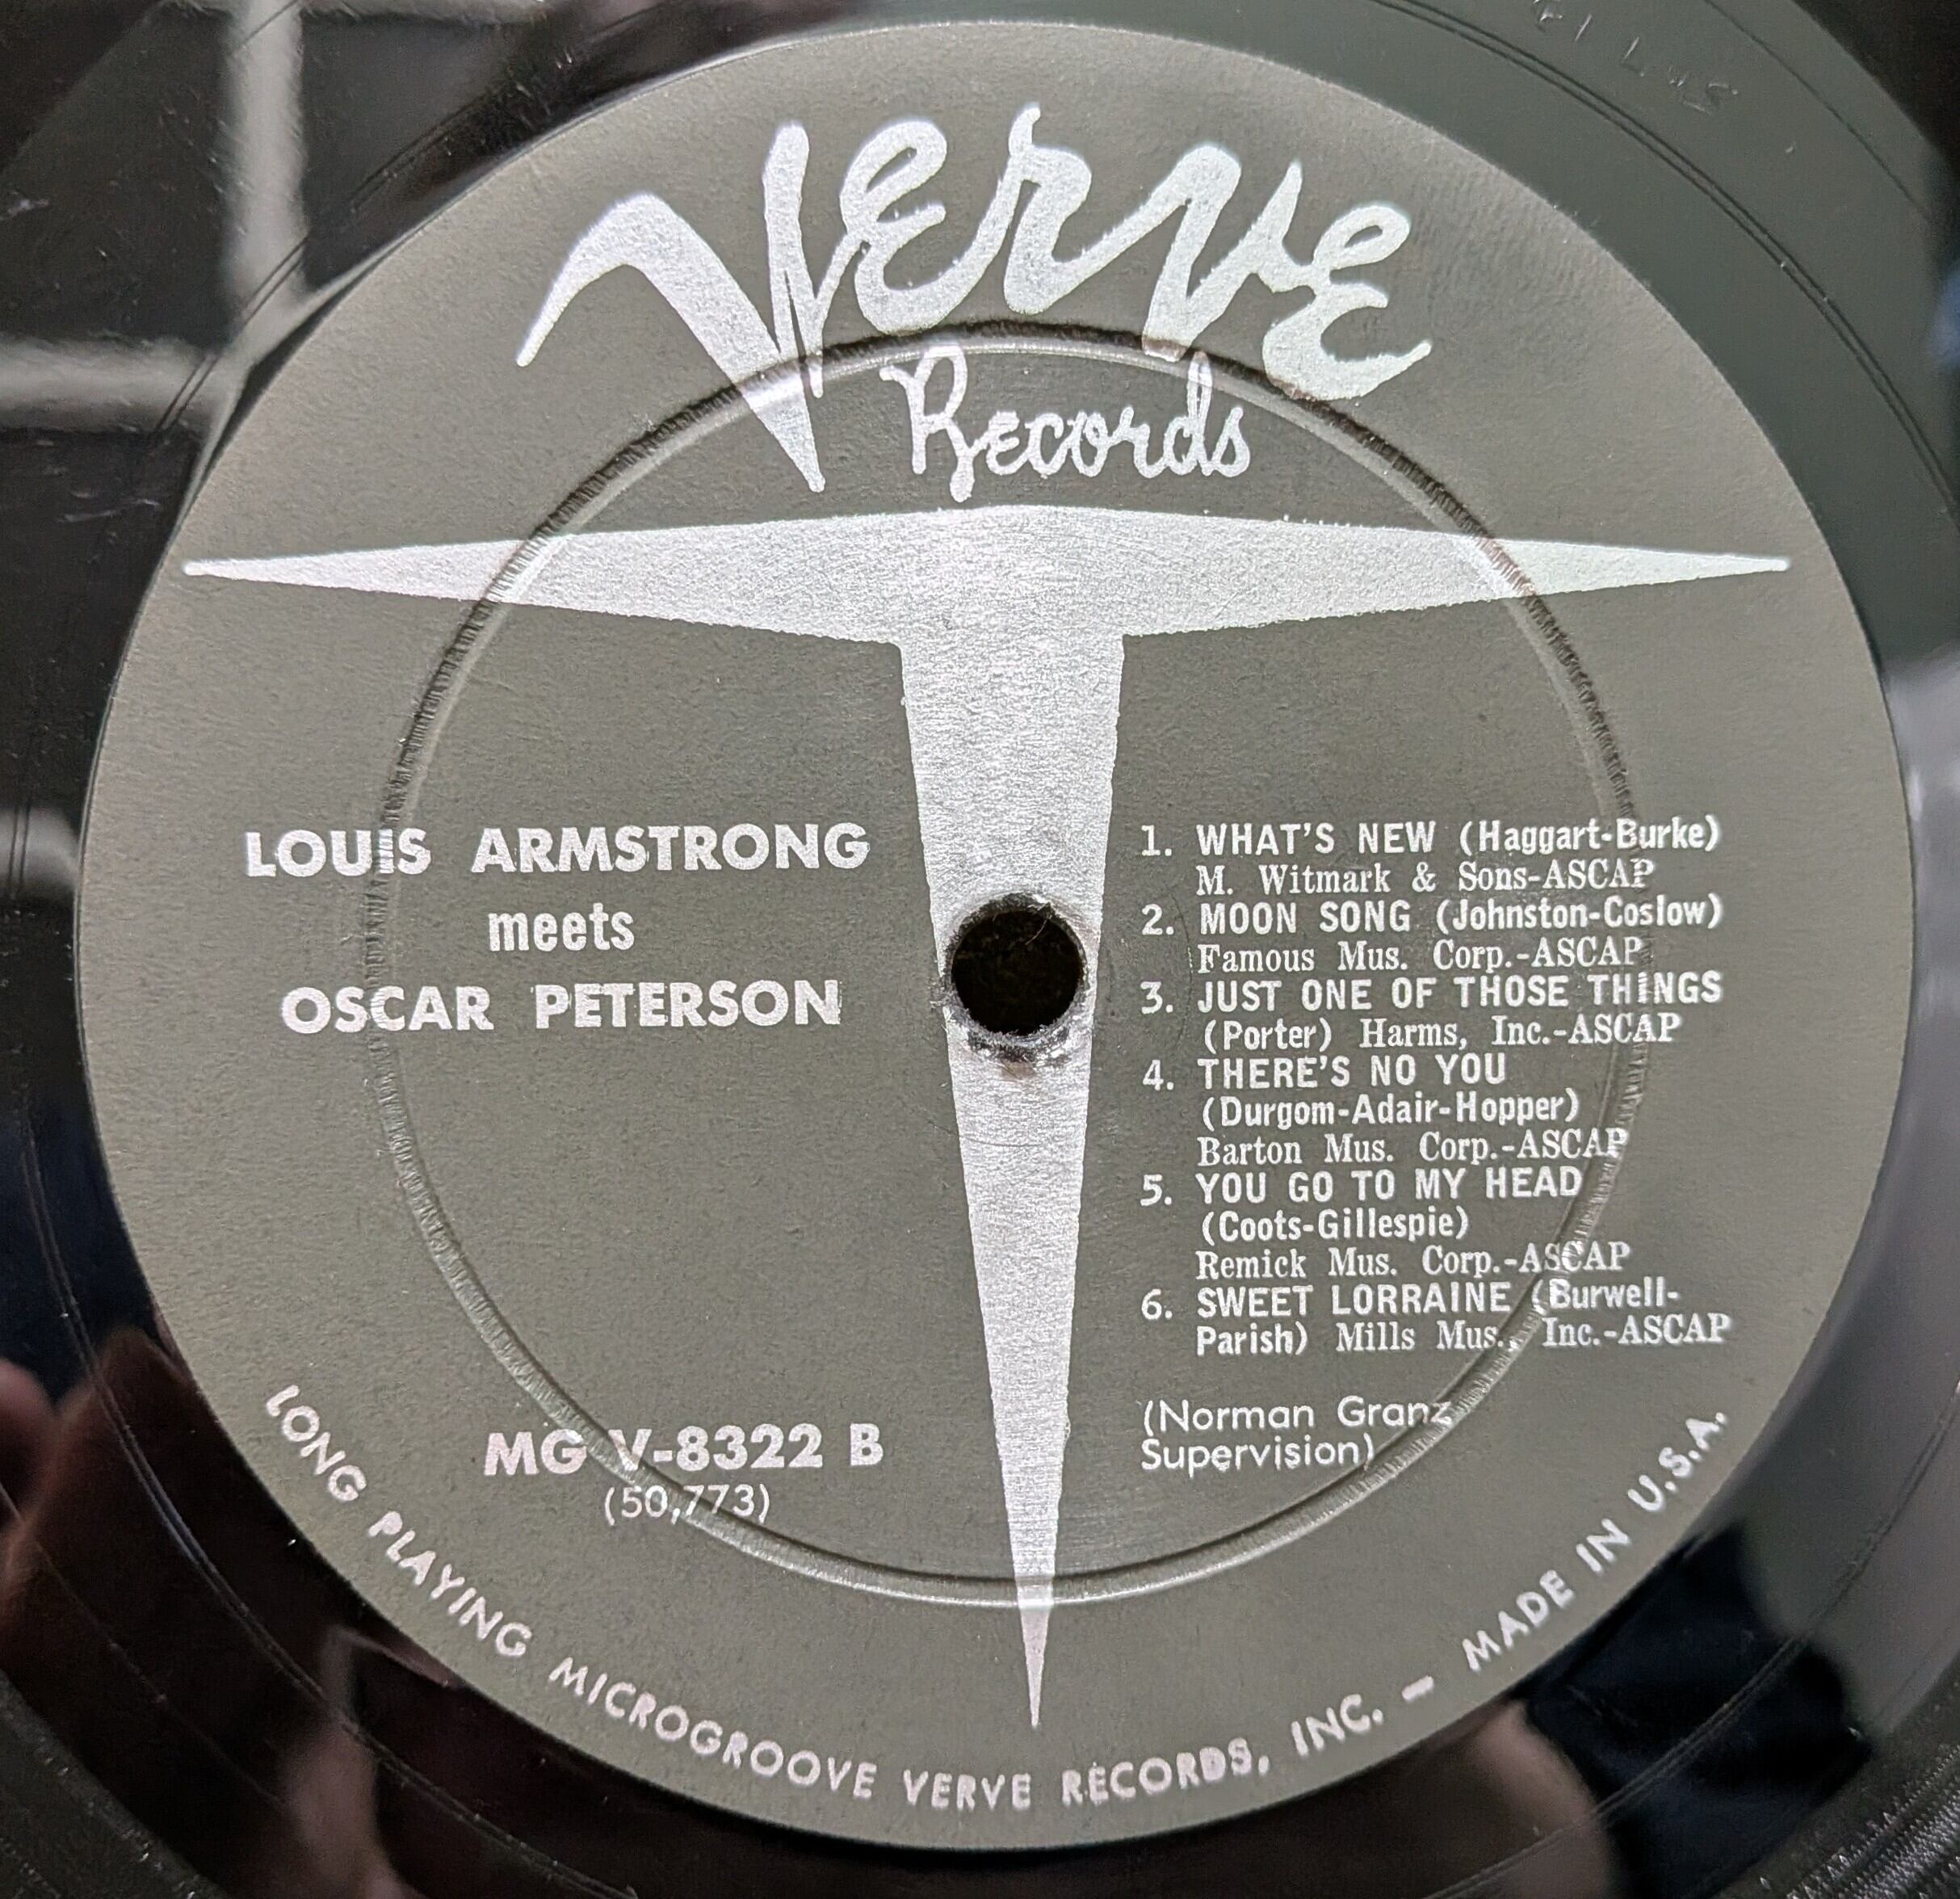 Verve
Records
LOUIS ARMSTRONG
meets
OSCAR PETERSON
1. WHAT'S NEW (Haggart-Burke)
M. Witmark & Sons-ASCAP
2. MOON SONG (Johnston-Coslow)
Famous Mus. Corp.-ASCAP
3. JUST ONE OF THOSE THINGS
(Porter) Harms, Inc.-ASCAP
4. THERE'S NO YOU
(Durgom-Adair-Hopper)
Barton Mus. Corp.-ASCAP
5. YOU GO TO MY HEAD
(Coots-Gillespie)
Remick Mus. Corp.-ASCAP
6. SWEET LORRAINE (Burwell-
Parish) Mills Mus., Inc.-ASCAP
(Norman Granz
Supervision)
MG V-8322 B
(50,773)
LONG PLAYING MICROGROOVE VERVE RECORDS, INC. — MADE IN U.S.A.